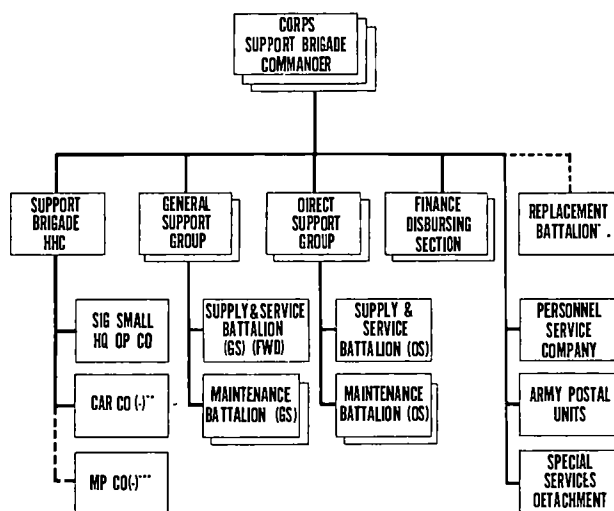 CORPS
SUPPORT BRIGADE
COMMANOER
SUPPORT
BRIGADE
HHC
GENERAL
SUPPORT
GROUP
OIRECT
SUPPORT
GROUP
FINANCE
DISBURSING
SECTION
REPLACEMENT
BATTALION* .
SIG SMALL
HQ OP CO
SUPPLY & SERVICE
BATTALION
(GS) (FWD)
SUPPLY &
SERVICE
BATTALION (OS)
PERSONNEL
SERVICE
COMPANY
CAR CO (-)**
MAINTENANCE
BATTALION (GS)
MAINTENANCE
BATTALION (OS)
ARMY POSTAL
UNITS
MP CO(-)***
SPECIAL
SERVICES
OETACHMENT